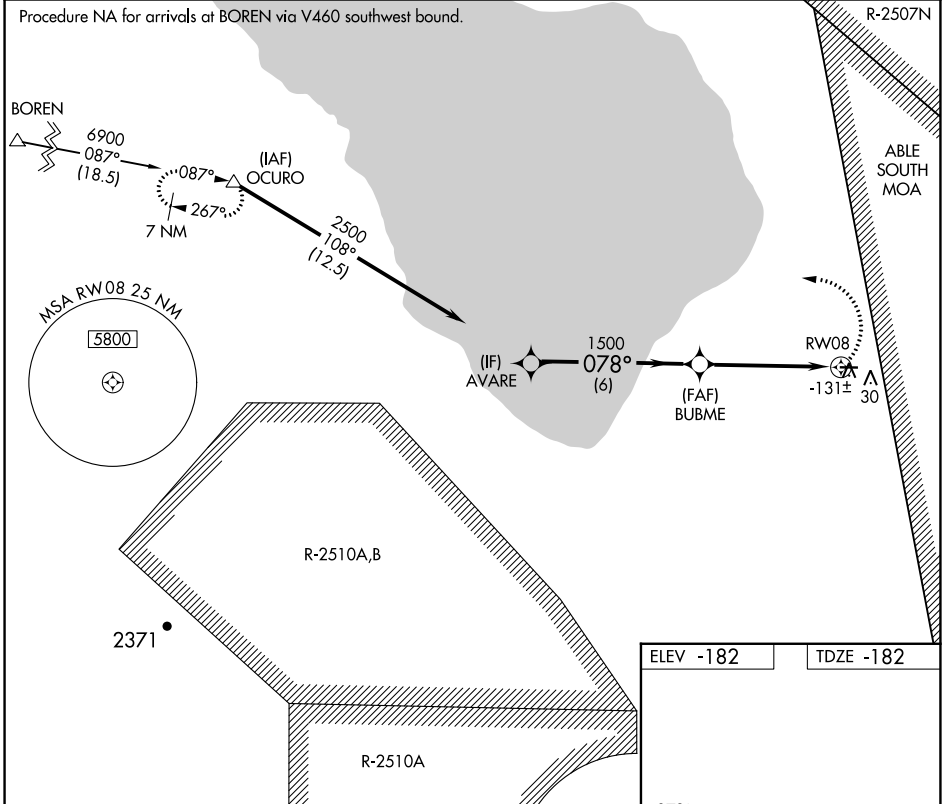 Procedure NA for arrivals at BOREN via V460 southwest bound.
R-2507N
BOREN
6900
087°
(18.5)
087°
267°
7 NM
(IAF)
OCURO
2500
108°
(12.5)
ABLE
SOUTH
MOA
MSA RW08 25 NM
5800
(IF)
AVARE
1500
078°
(6)
(FAF)
BUBME
RW08
-131±
30
R-2510A,B
2371
R-2510A
ELEV -182
TDZE -182